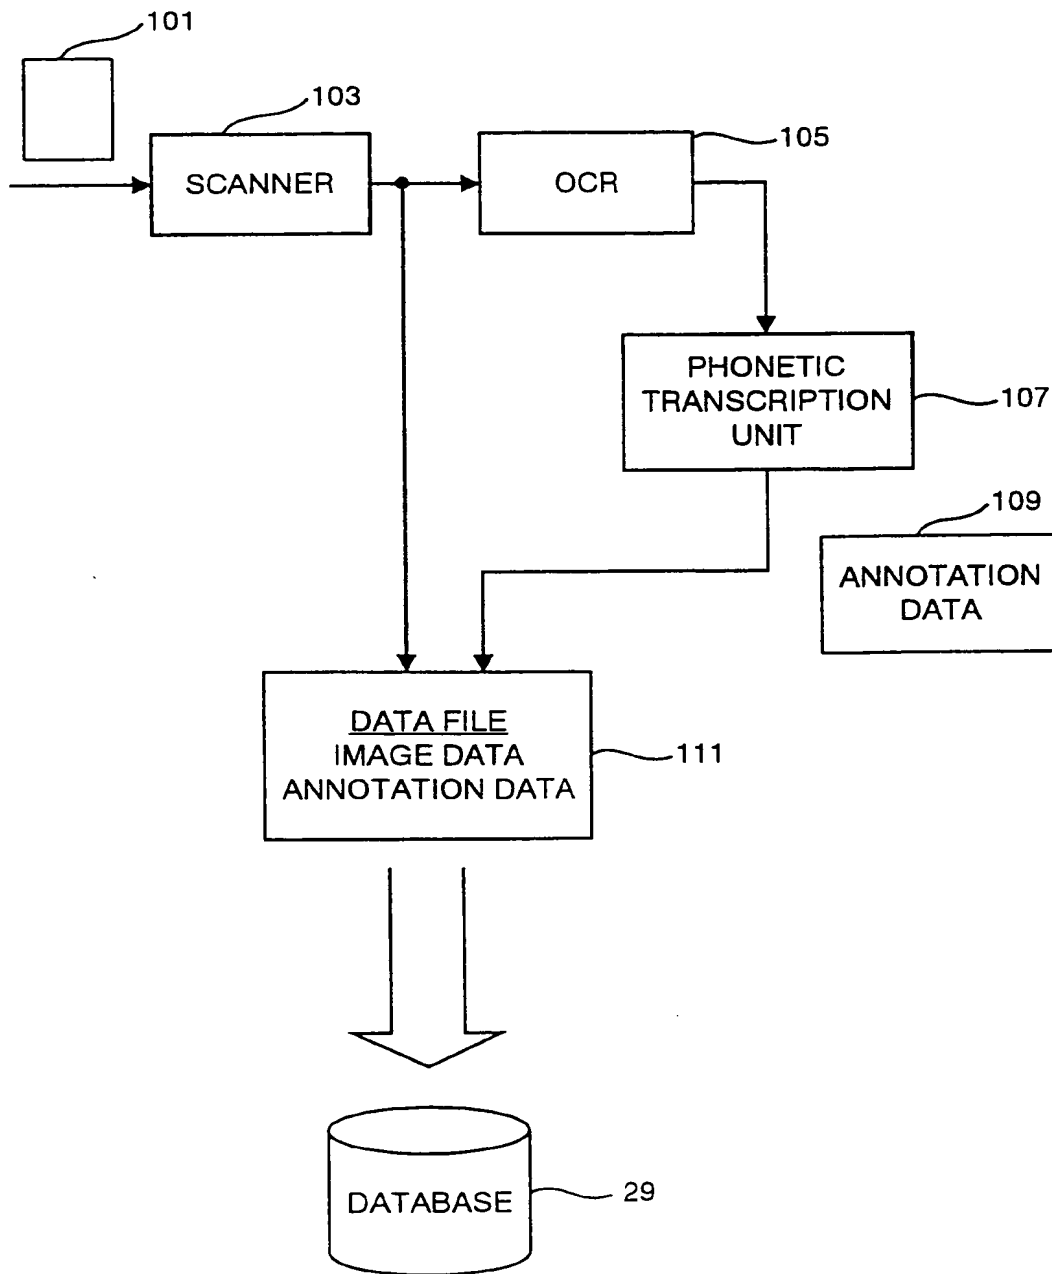 101
103
SCANNER
105
OCR
PHONETIC
TRANSCRIPTION
UNIT
107
109
ANNOTATION
DATA
DATA FILE
IMAGE DATA
ANNOTATION DATA
111
DATABASE
29